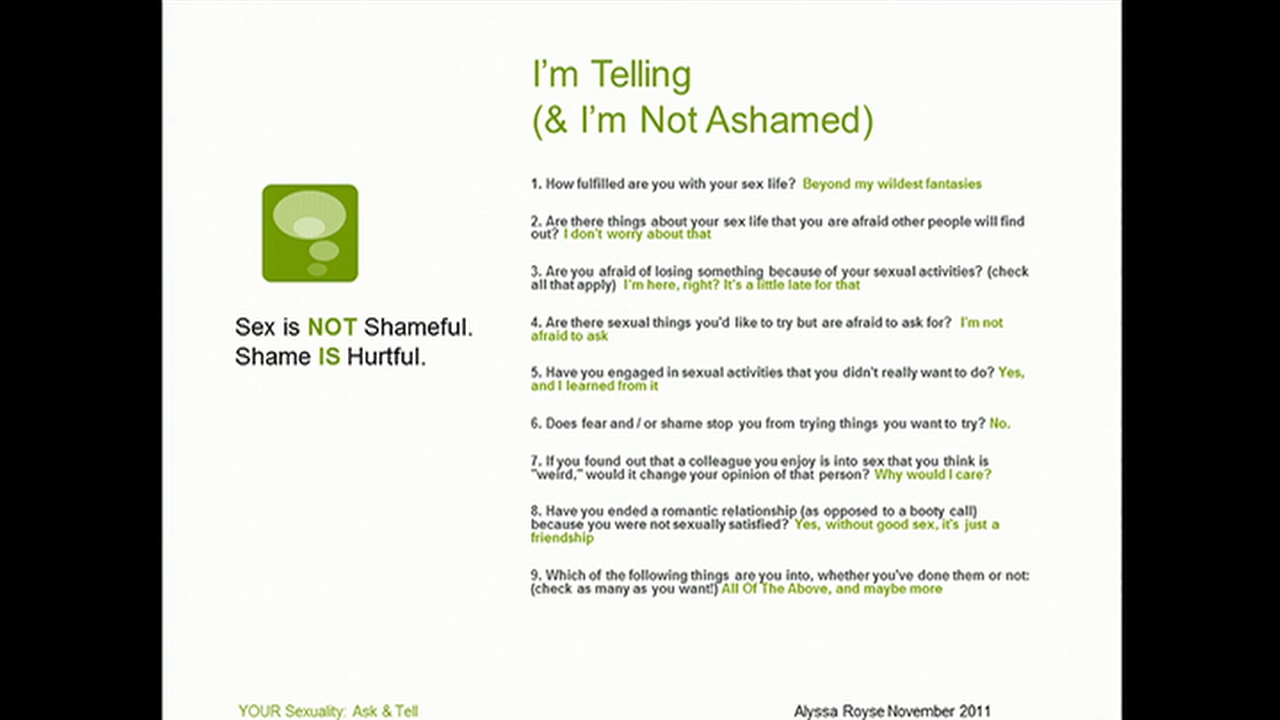 I'm Telling
(& I'm Not Ashamed)
Sex is NOT Shameful.
Shame IS Hurtful.
1. How fulfilled are you with your sex life? Beyond my wildest fantasies
2. Are there things about your sex life that you are afraid other people will find
out? I don't worry about that
3. Are you afraid of losing something because of your sexual activities? (check
all that apply) I'm here, right? It's a little late for that
4. Are there sexual things you'd like to try but are afraid to ask for? I'm not
afraid to ask
5. Have you engaged in sexual activities that you didn't really want to do? Yes,
and I learned from it
6. Does fear and / or shame stop you from trying things you want to try? No.
7. If you found out that a colleague you enjoy is into sex that you think is
"weird," would it change your opinion of that person? Why would I care?
8. Have you ended a romantic relationship (as opposed to a booty call)
because you were not sexually satisfied? Yes, without good sex, it's just a
friendship
9. Which of the following things are you into, whether you've done them or not:
(check as many as you want!) All Of The Above, and maybe more
YOUR Sexuality: Ask & Tell
Alyssa Royse November 2011